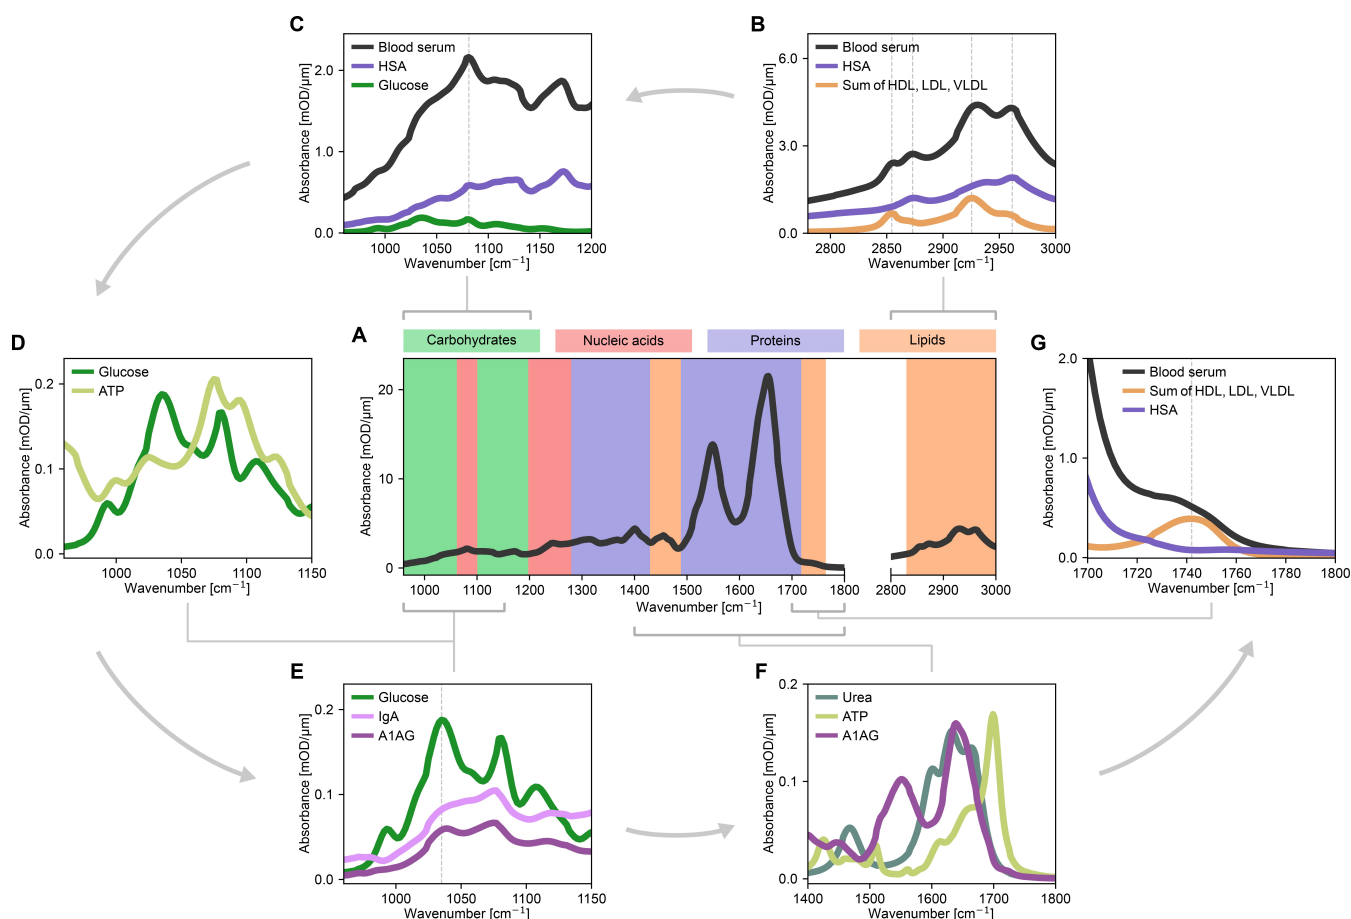 C
Blood serum
HSA
Glucose
Absorbance [mOD/μm]
2.0
1.0
0.0
1000 1050 1100 1150 1200
Wavenumber [cm⁻¹]
B
Blood serum
HSA
Sum of HDL, LDL, VLDL
Absorbance [mOD/μm]
6.0
3.0
0.0
2800 2850 2900 2950 3000
Wavenumber [cm⁻¹]
D
Glucose
ATP
Absorbance [mOD/μm]
0.2
0.1
0.0
1000 1050 1100 1150
Wavenumber [cm⁻¹]
A
Carbohydrates
Nucleic acids
Proteins
Lipids
Absorbance [mOD/μm]
20
10
0
1000 1100 1200 1300 1400 1500 1600 1700 1800 2800 2900 3000
Wavenumber [cm⁻¹]
G
Blood serum
Sum of HDL, LDL, VLDL
HSA
Absorbance [mOD/μm]
2.0
1.0
0.0
1700 1720 1740 1760 1780 1800
Wavenumber [cm⁻¹]
E
Glucose
IgA
A1AG
Absorbance [mOD/μm]
0.2
0.1
0.0
1000 1050 1100 1150
Wavenumber [cm⁻¹]
F
Urea
ATP
A1AG
Absorbance [mOD/μm]
0.2
0.1
0.0
1400 1500 1600 1700 1800
Wavenumber [cm⁻¹]